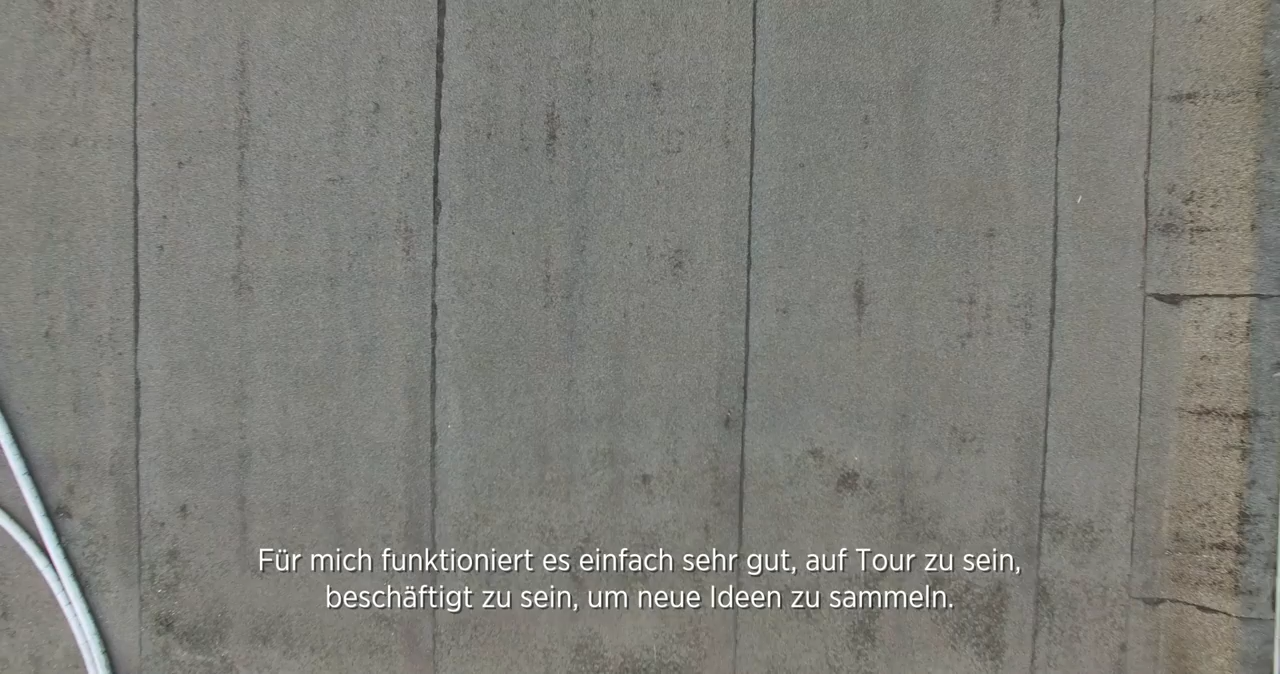 Für mich funktioniert es einfach sehr gut, auf Tour zu sein,
beschäftigt zu sein, um neue Ideen zu sammeln.